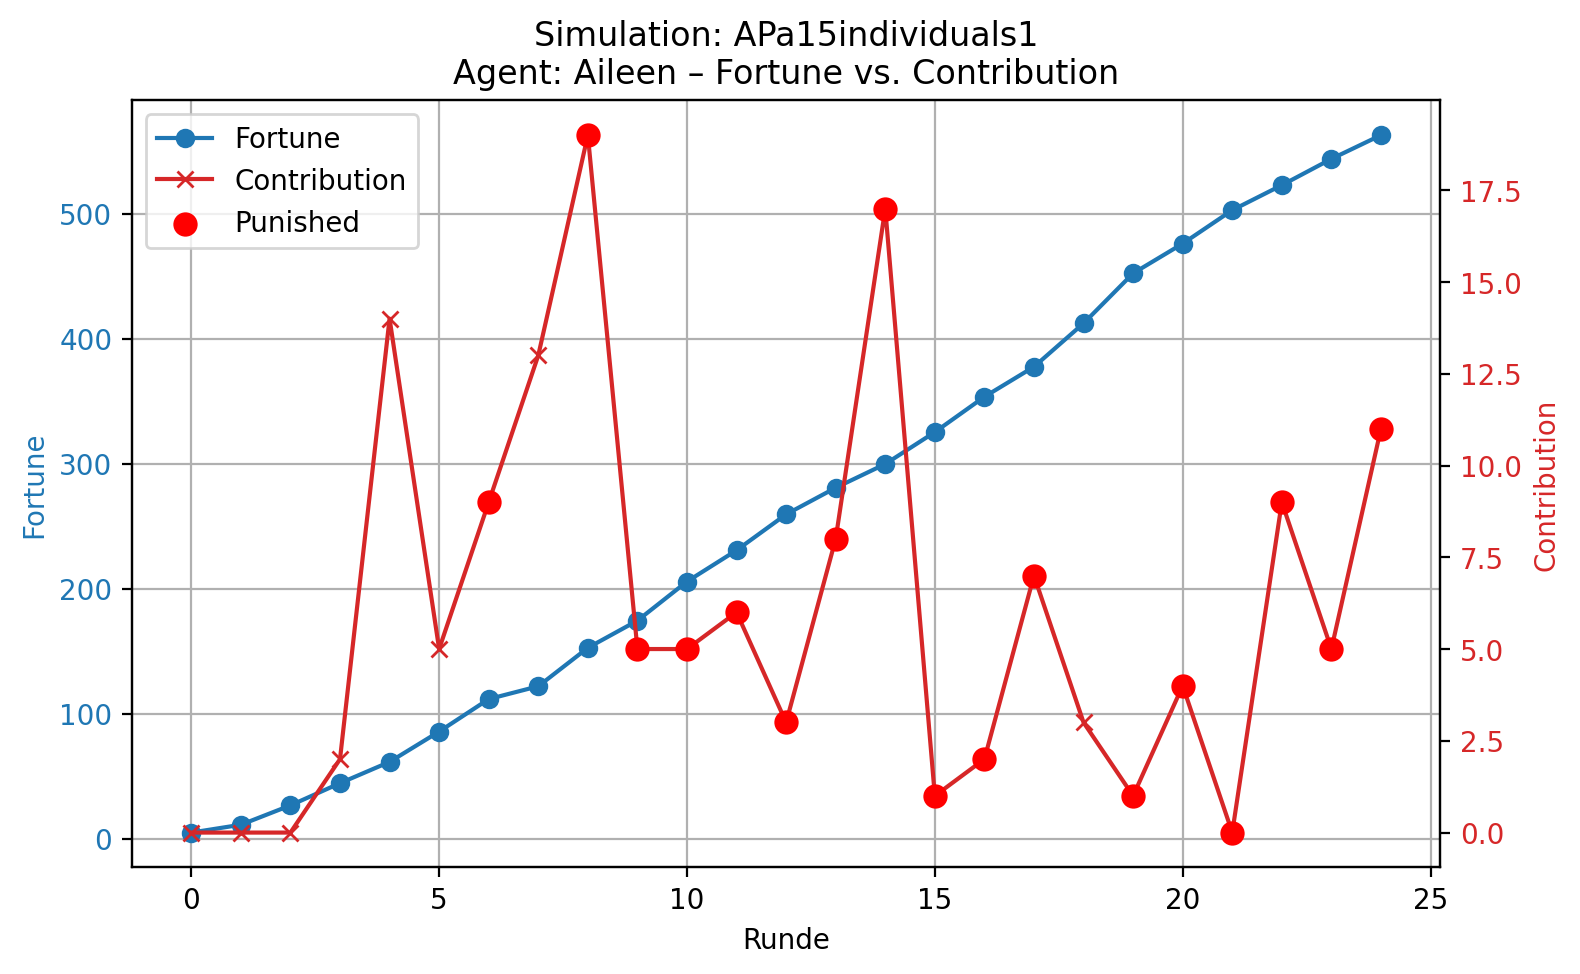 Simulation: APa15individuals1
Agent: Aileen – Fortune vs. Contribution
Fortune
Contribution
Punished
500
400
300
200
100
0
Fortune
17.5
15.0
12.5
10.0
7.5
5.0
2.5
0.0
Contribution
0 5 10 15 20 25
Runde